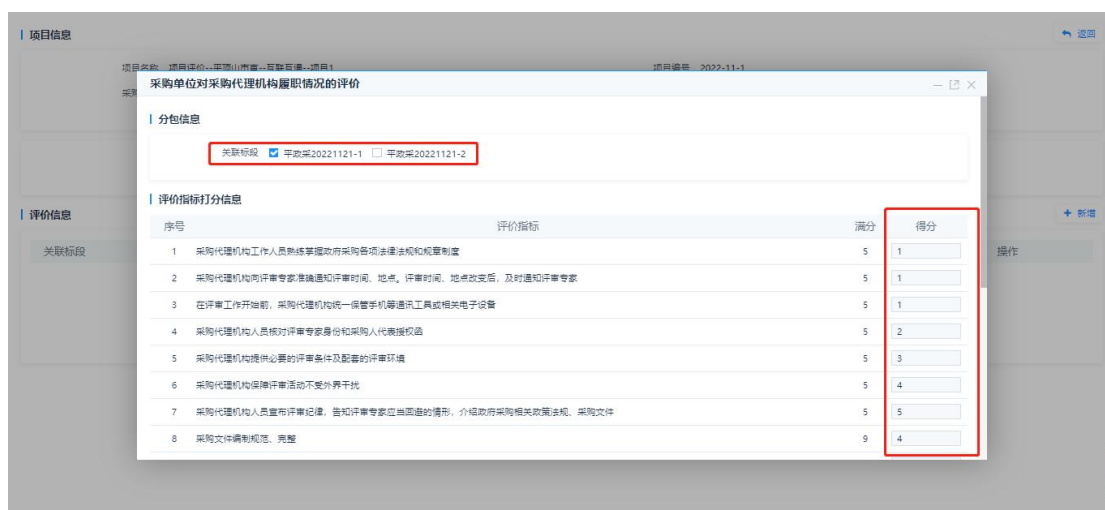 项目信息
返回
项目名称 项目评价--平顶山市直--互联互通--项目1
项目编号 2022-11-1
采购单位对采购代理机构履职情况的评价
分包信息
关联标段 平政采20221121-1 平政采20221121-2
评价指标打分信息
评价信息
新增
序号 评价指标 满分 得分
关联标段
操作
1 采购代理机构工作人员熟练掌握政府采购各项法律法规和规章制度 5 1
2 采购代理机构向评审专家准确通知评审时间、地点。评审时间、地点改变后，及时通知评审专家 5 1
3 在评审工作开始前，采购代理机构统一保管手机等通讯工具或相关电子设备 5 1
4 采购代理机构人员核对评审专家身份和采购人代表授权函 5 2
5 采购代理机构提供必要的评审条件及配套的评审环境 5 3
6 采购代理机构保障评审活动不受外界干扰 5 4
7 采购代理机构人员宣布评审纪律，告知评审专家应当回避的情形，介绍政府采购相关政策法规、采购文件 5 5
8 采购文件编制规范、完整 9 4